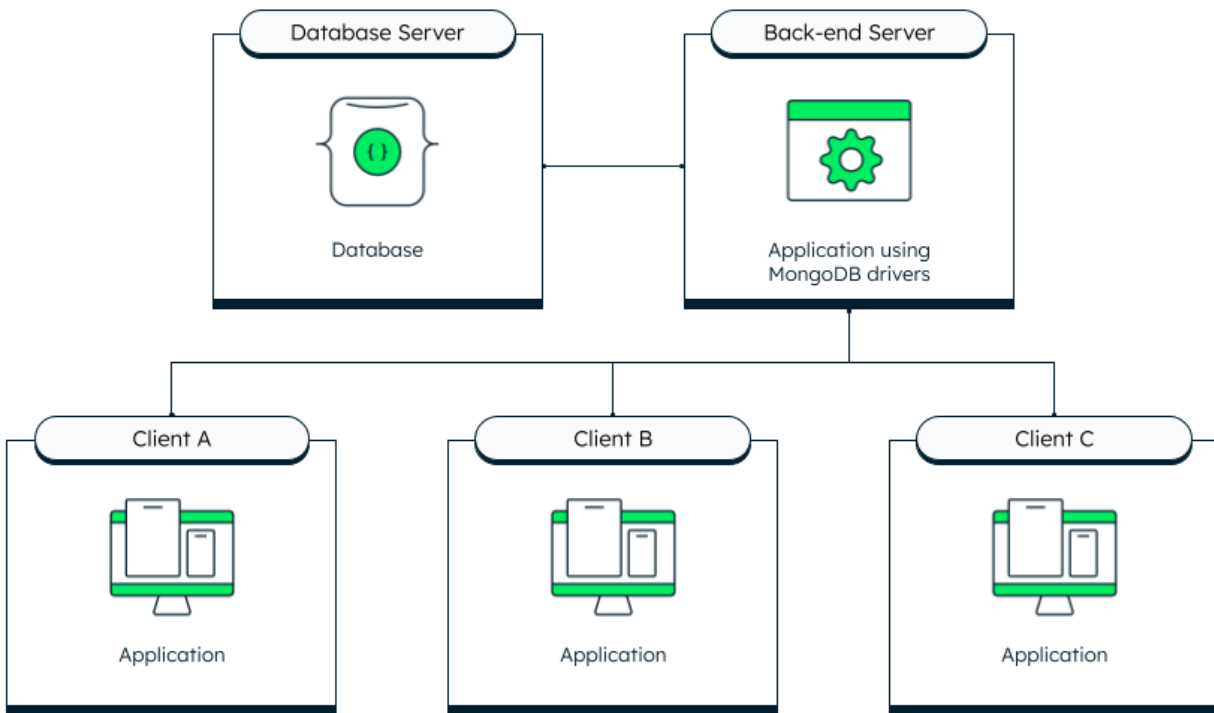 Database Server
Back-end Server
{}
Database
Application using
MongoDB drivers
Client A
Client B
Client C
Application
Application
Application